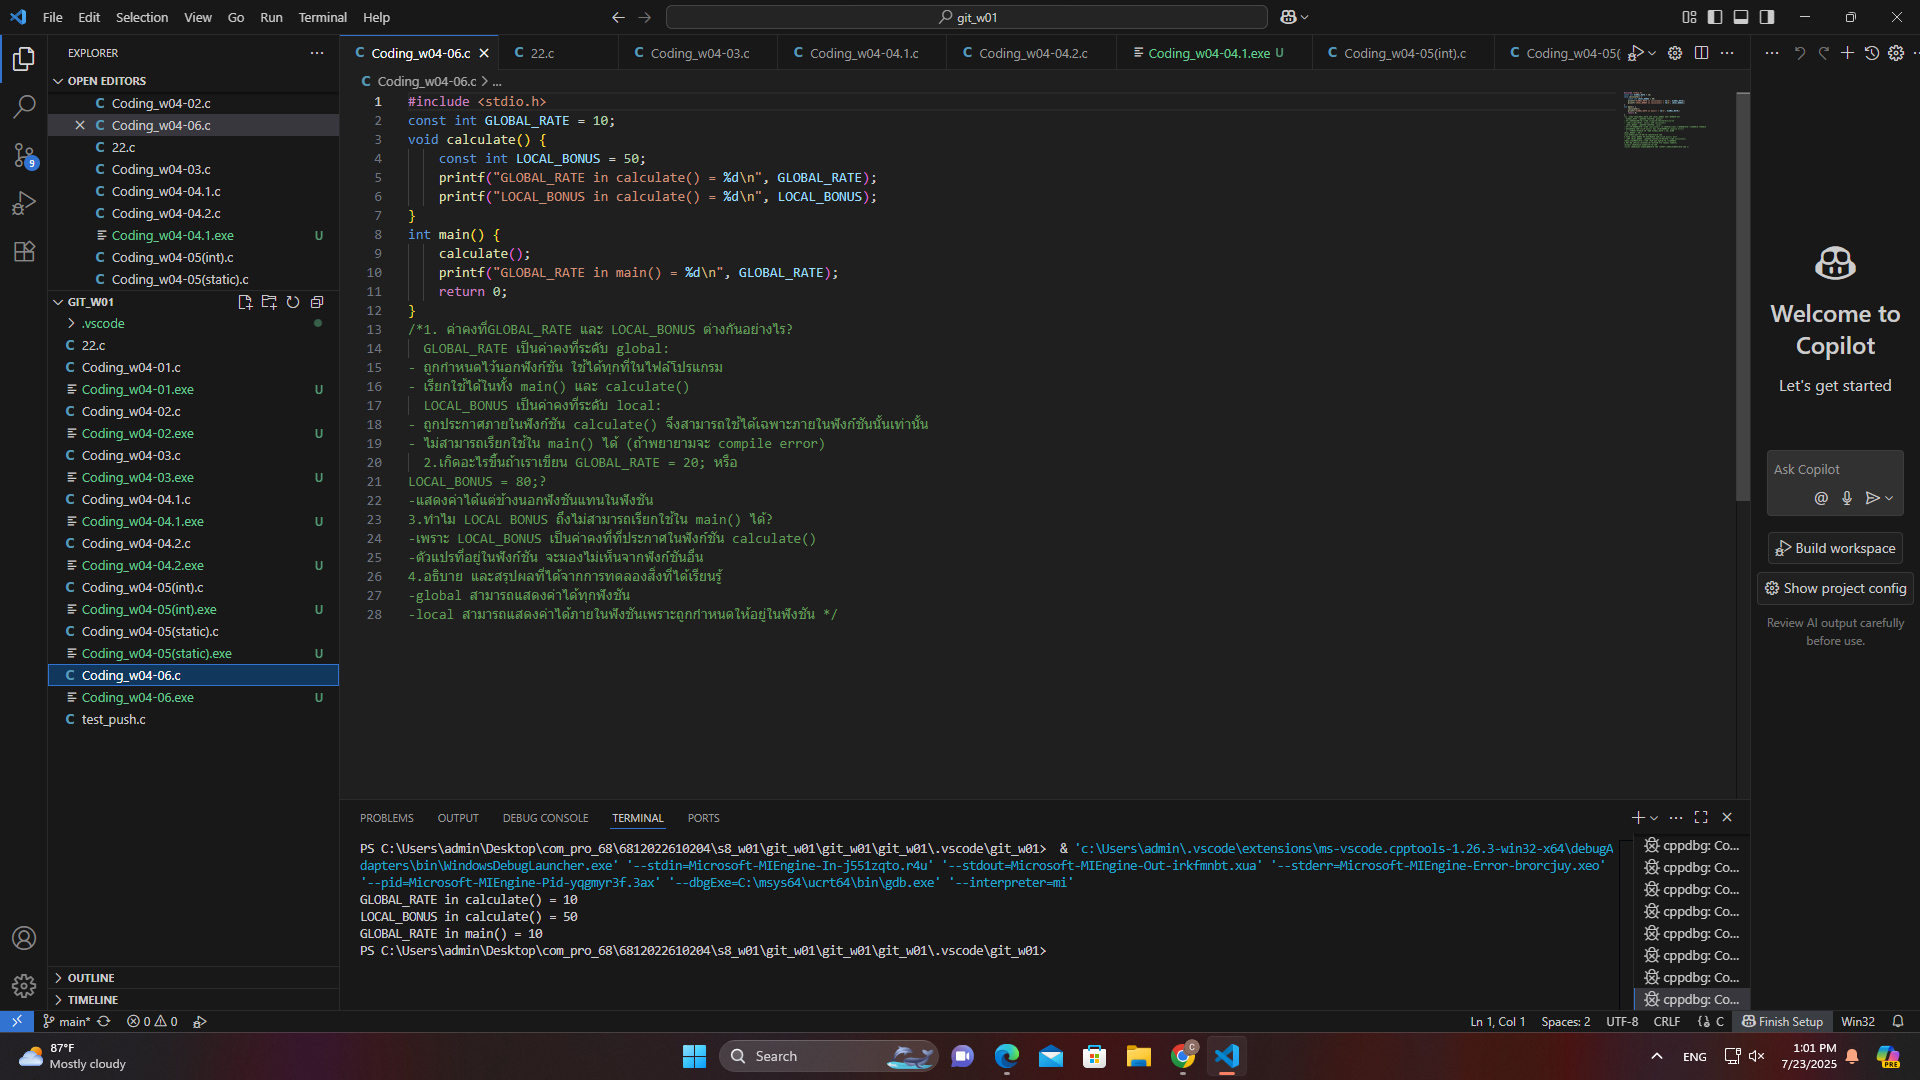 File Edit Selection View Go Run Terminal Help
git_w01
EXPLORER
OPEN EDITORS
Coding_w04-02.c
Coding_w04-06.c
22.c
Coding_w04-03.c
Coding_w04-04.1.c
Coding_w04-04.2.c
Coding_w04-04.1.exe U
Coding_w04-05(int).c
Coding_w04-05(static).c
GIT_W01
.vscode
22.c
Coding_w04-01.c
Coding_w04-01.exe U
Coding_w04-02.c
Coding_w04-02.exe U
Coding_w04-03.c
Coding_w04-03.exe U
Coding_w04-04.1.c
Coding_w04-04.1.exe U
Coding_w04-04.2.c
Coding_w04-04.2.exe U
Coding_w04-05(int).c
Coding_w04-05(int).exe U
Coding_w04-05(static).c
Coding_w04-05(static).exe U
Coding_w04-06.c
Coding_w04-06.exe U
test_push.c
OUTLINE
TIMELINE
9
Coding_w04-06.c 22.c Coding_w04-03.c Coding_w04-04.1.c Coding_w04-04.2.c Coding_w04-04.1.exe U Coding_w04-05(int).c Coding_w04-05(
Coding_w04-06.c > ...
1 #include <stdio.h>
2 const int GLOBAL_RATE = 10;
3 void calculate() {
4 const int LOCAL_BONUS = 50;
5 printf("GLOBAL_RATE in calculate() = %d\n", GLOBAL_RATE);
6 printf("LOCAL_BONUS in calculate() = %d\n", LOCAL_BONUS);
7 }
8 int main() {
9 calculate();
10 printf("GLOBAL_RATE in main() = %d\n", GLOBAL_RATE);
11 return 0;
12 }
13 /*1. ค่าคงที่GLOBAL_RATE และ LOCAL_BONUS ต่างกันอย่างไร?
14 GLOBAL_RATE เป็นค่าคงที่ระดับ global:
15 - ถูกกำหนดไว้นอกฟังก์ชัน ใช้ได้ทุกที่ในไฟล์โปรแกรม
16 - เรียกใช้ได้ในทั้ง main() และ calculate()
17 LOCAL_BONUS เป็นค่าคงที่ระดับ local:
18 - ถูกประกาศภายในฟังก์ชัน calculate() จึงสามารถใช้ได้เฉพาะภายในฟังก์ชันนั้นเท่านั้น
19 - ไม่สามารถเรียกใช้ใน main() ได้ (ถ้าพยายามจะ compile error)
20 2.เกิดอะไรขึ้นถ้าเราเขียน GLOBAL_RATE = 20; หรือ
21 LOCAL_BONUS = 80;?
22 -แสดงค่าได้แต่ข้างนอกฟังชันแทนในฟังชัน
23 3.ทำไม LOCAL BONUS ถึงไม่สามารถเรียกใช้ใน main() ได้?
24 -เพราะ LOCAL_BONUS เป็นค่าคงที่ที่ประกาศในฟังก์ชัน calculate()
25 -ตัวแปรที่อยู่ในฟังก์ชัน จะมองไม่เห็นจากฟังก์ชันอื่น
26 4.อธิบาย และสรุปผลที่ได้จากการทดลองสิ่งที่ได้เรียนรู้
27 -global สามารถแสดงค่าได้ทุกฟังชัน
28 -local สามารถแสดงค่าได้ภายในฟังชันเพราะถูกกำหนดให้อยู่ในฟังชัน */
Welcome to
Copilot
Let's get started
Ask Copilot
Build workspace
Show project config
Review AI output carefully
before use.
PROBLEMS OUTPUT DEBUG CONSOLE TERMINAL PORTS
PS C:\Users\admin\Desktop\com_pro_68\6812022610204\s8_w01\git_w01\git_w01\git_w01\.vscode\git_w01> & 'c:\Users\admin\.vscode\extensions\ms-vscode.cpptools-1.26.3-win32-x64\debugA
dapters\bin\WindowsDebugLauncher.exe' '--stdin=Microsoft-MIEngine-In-j551zqto.r4u' '--stdout=Microsoft-MIEngine-Out-irkfmnbt.xua' '--stderr=Microsoft-MIEngine-Error-brorcjuy.xeo'
'--pid=Microsoft-MIEngine-Pid-yqgmyr3f.3ax' '--dbgExe=C:\msys64\ucrt64\bin\gdb.exe' '--interpreter=mi'
GLOBAL_RATE in calculate() = 10
LOCAL_BONUS in calculate() = 50
GLOBAL_RATE in main() = 10
PS C:\Users\admin\Desktop\com_pro_68\6812022610204\s8_w01\git_w01\git_w01\git_w01\.vscode\git_w01>
cppdbg: Co...
cppdbg: Co...
cppdbg: Co...
cppdbg: Co...
cppdbg: Co...
cppdbg: Co...
cppdbg: Co...
cppdbg: Co...
main* 0 0 Ln 1, Col 1 Spaces: 2 UTF-8 CRLF {} C Finish Setup Win32
87°F
Mostly cloudy
Search
ENG
1:01 PM
7/23/2025